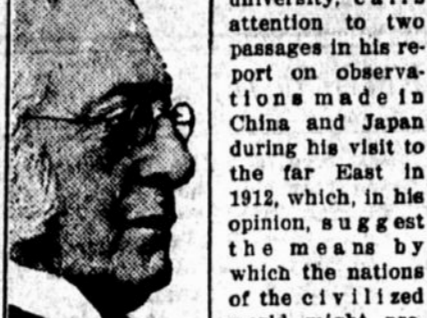 attention to two
passages in his re-
port on observa-
tions made in
China and Japan
during his visit to
the far East in
1912, which, in his
opinion, suggest
the means by
which the nations
of the civilized